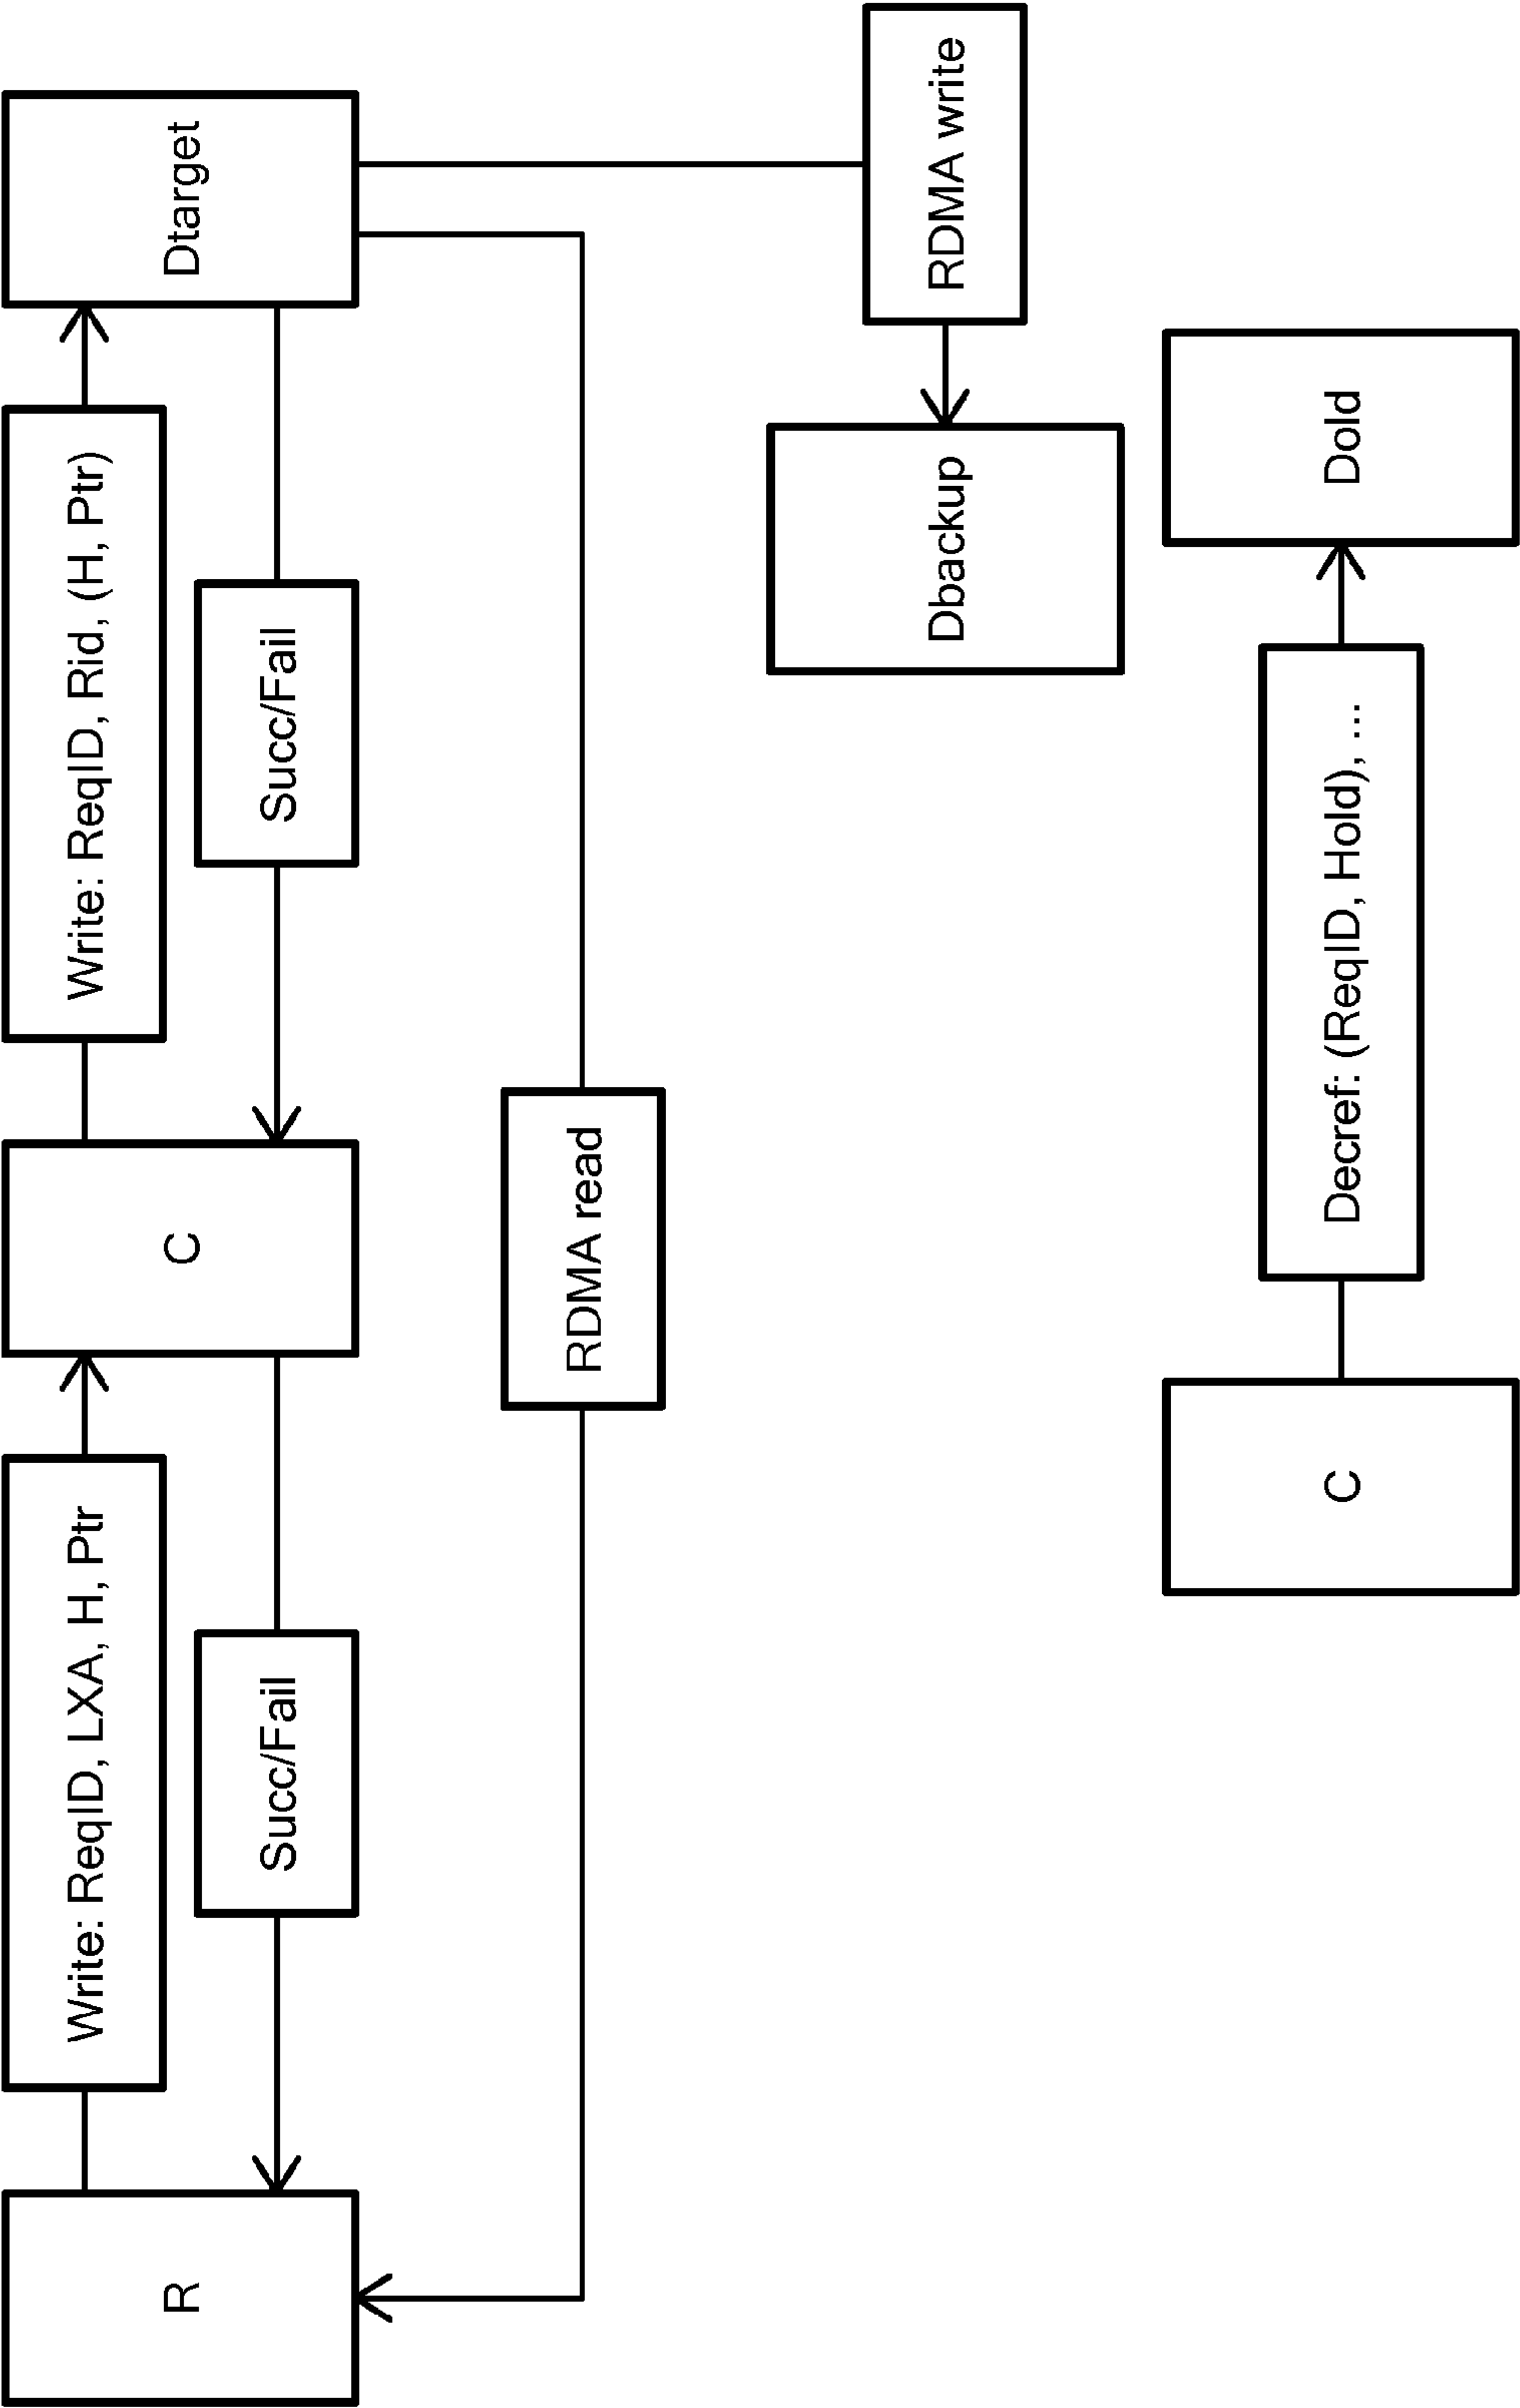 R
Write: ReqID, LXA, H, Ptr
Succ/Fail
C
Write: ReqID, Rid, (H, Ptr)
Succ/Fail
Dtarget
RDMA read
Dbackup
RDMA write
C
Decref: (ReqID, Hold), ...
Dold